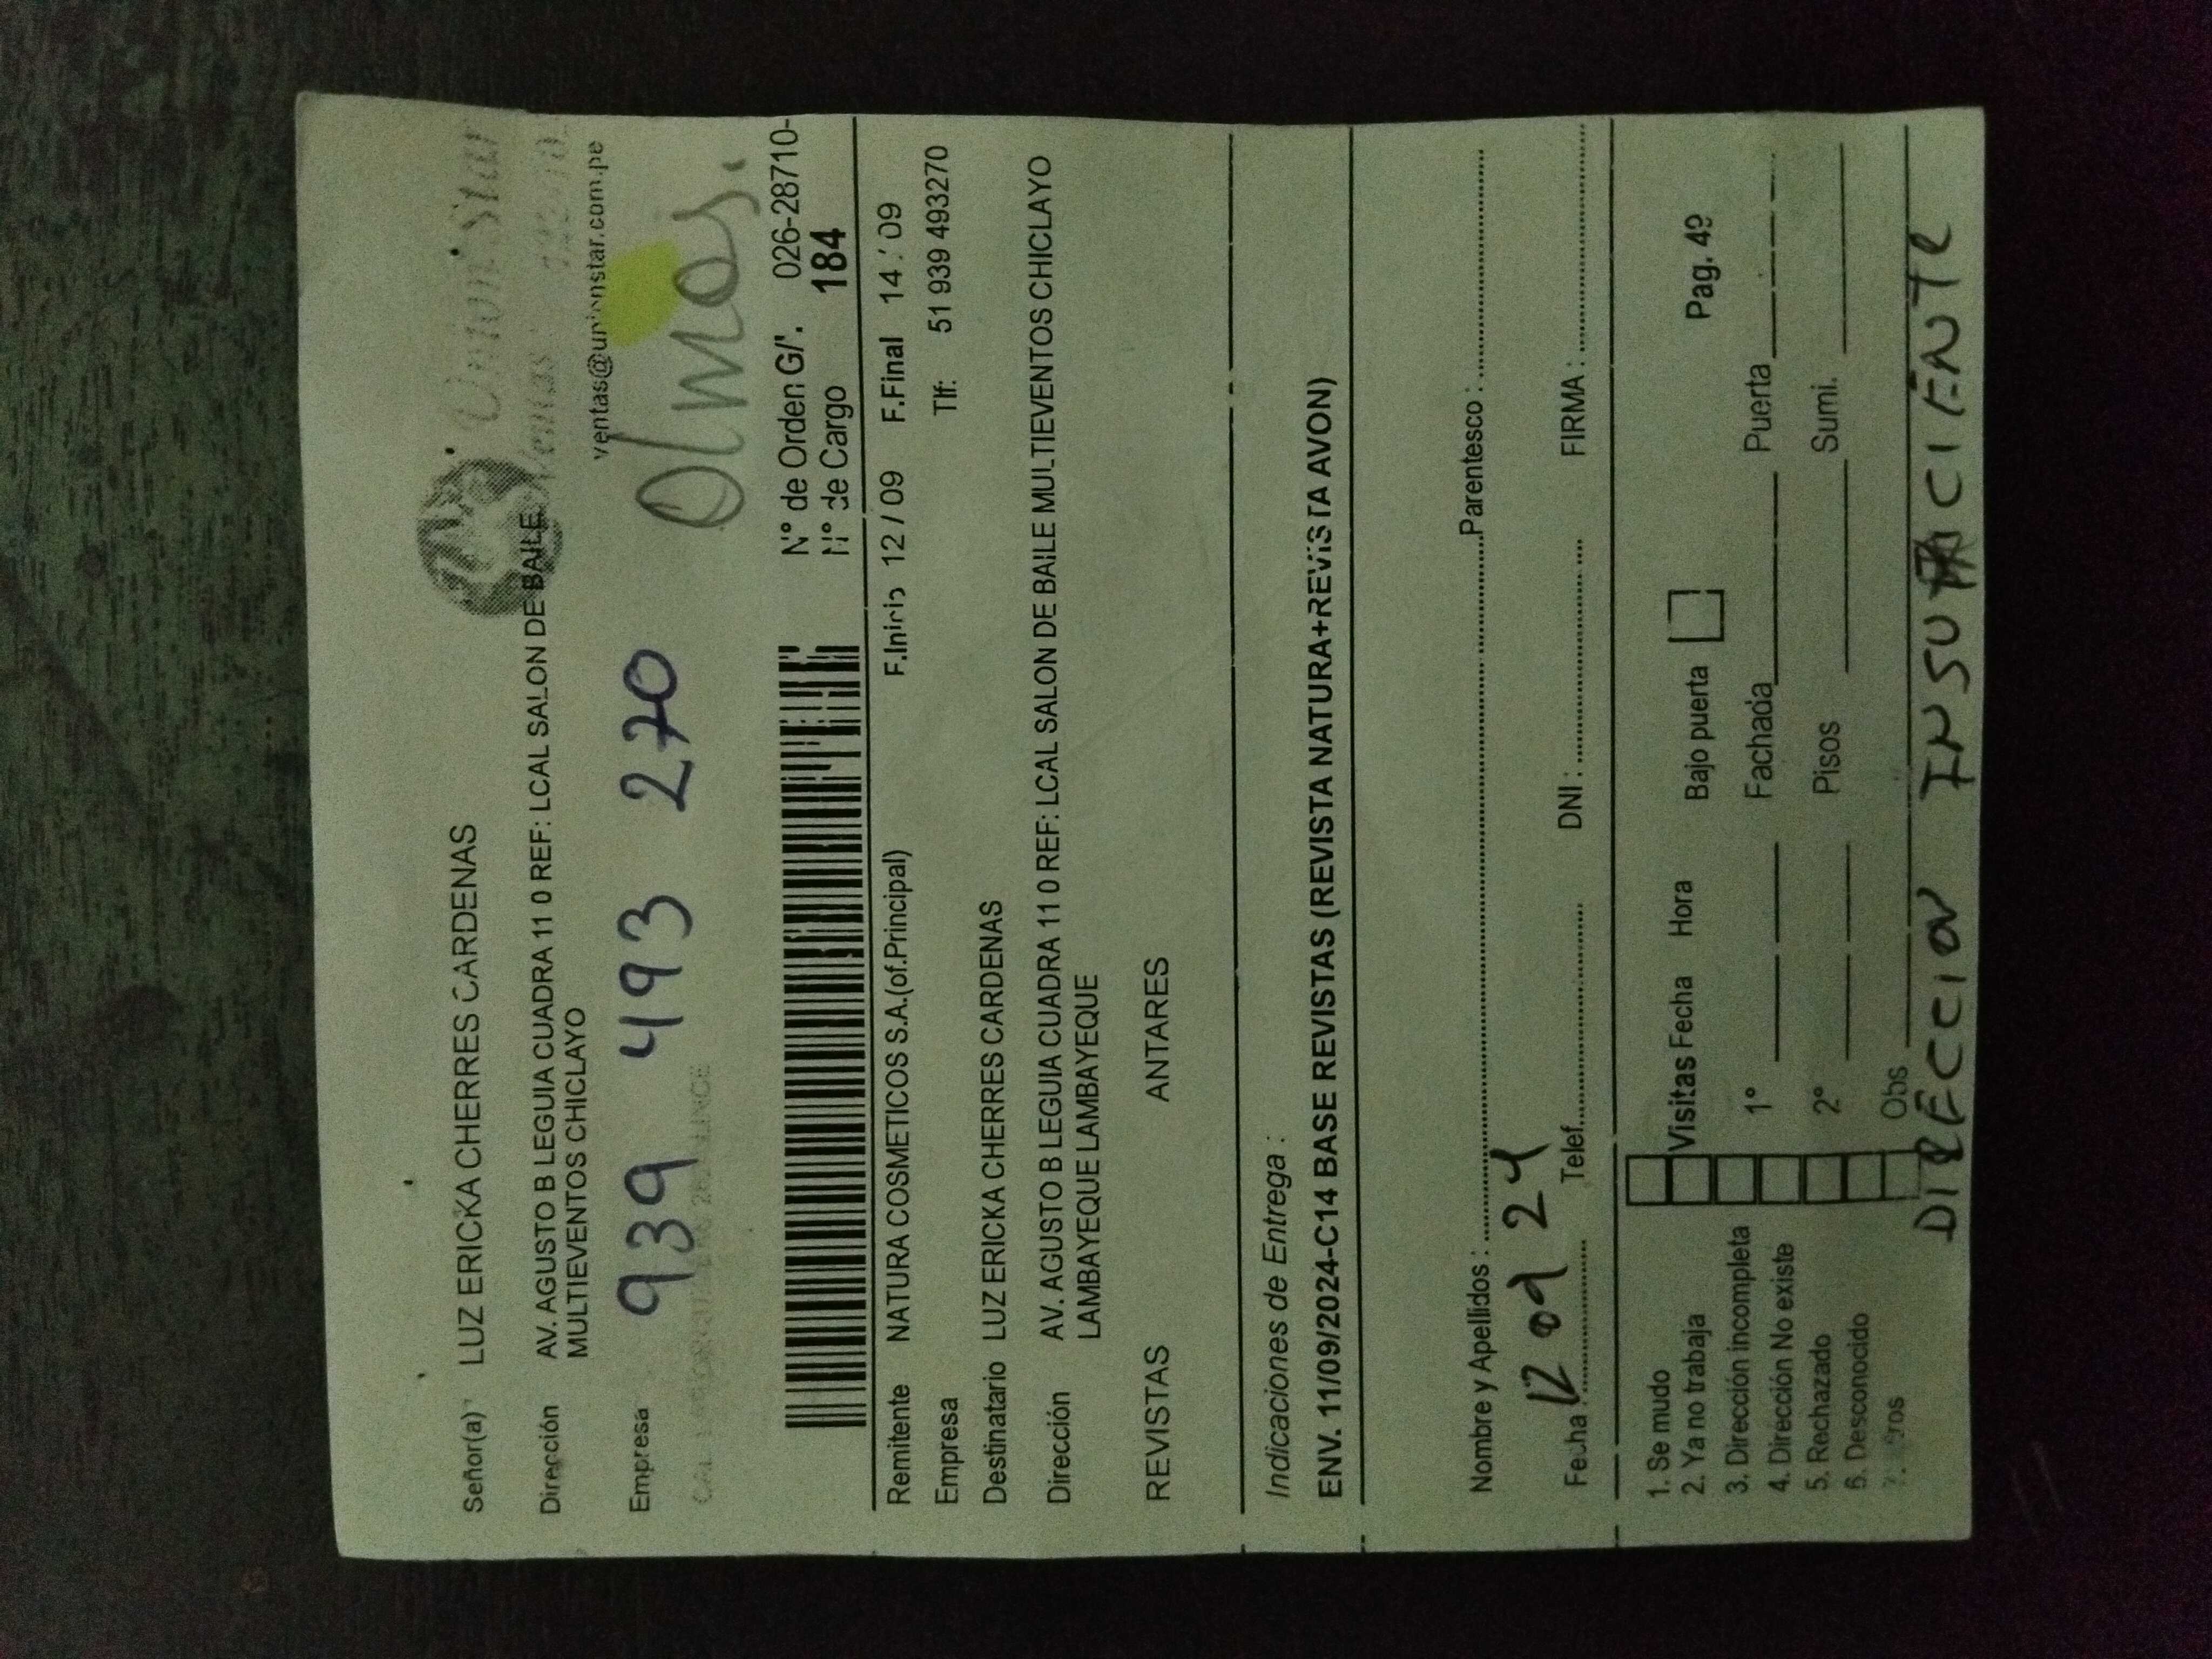 Union Star
Señor(a) LUZ ERICKA CHERRES CARDENAS
Dirección AV. AGUSTO B LEGUIA CUADRA 11 0 REF: LCAL SALON DE BAILE
MULTIEVENTOS CHICLAYO
ventas@unionstar.com.pe
Empresa 939 493 270
Olmos.
N° de Orden G/. 026-28710-
N° de Cargo 184
Remitente NATURA COSMETICOS S.A.(of.Principal) F.Inicio 12 / 09 F.Final 14 / 09
Empresa Tlf: 51 939 493270
Destinatario LUZ ERICKA CHERRES CARDENAS
Dirección AV. AGUSTO B LEGUIA CUADRA 11 0 REF: LCAL SALON DE BAILE MULTIEVENTOS CHICLAYO
LAMBAYEQUE LAMBAYEQUE
REVISTAS ANTARES
Indicaciones de Entrega :
ENV. 11/09/2024-C14 BASE REVISTAS (REVISTA NATURA+REVISTA AVON)
Nombre y Apellidos : Parentesco :
Fecha : 12 09 24 Telef. DNI : FIRMA :
1. Se mudo
2. Ya no trabaja
3. Dirección incompleta
4. Dirección No existe
5. Rechazado
6. Desconocido
7. Otros
Visitas Fecha Hora Bajo puerta Pag. 49
1° Fachada Puerta
2° Pisos Sumi.
Obs
DIRECCION INSUFICIENTE